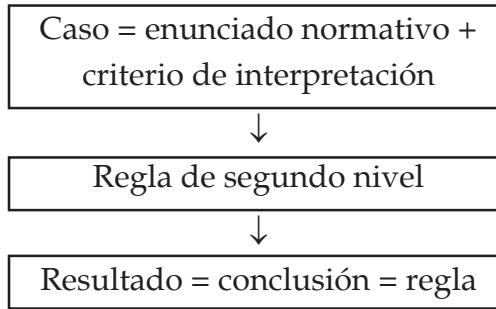 Caso = enunciado normativo +
criterio de interpretación
↓
Regla de segundo nivel
↓
Resultado = conclusión = regla